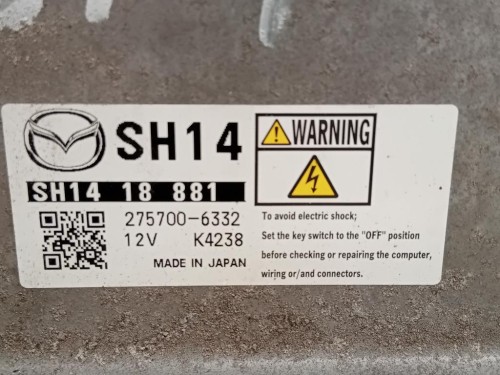 SH14
SH14 18 881
275700-6332
12V K4238
MADE IN JAPAN
WARNING
To avoid electric shock;
Set the key switch to the "OFF" position
before checking or repairing the computer,
wiring or/and connectors.